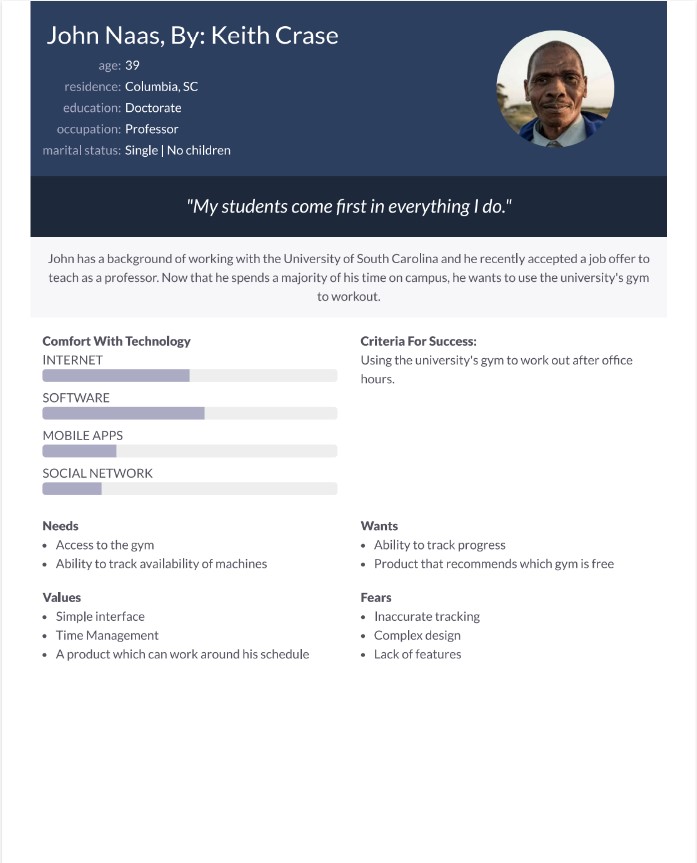 John Naas, By: Keith Crase
age: 39
residence: Columbia, SC
education: Doctorate
occupation: Professor
marital status: Single | No children
"My students come first in everything I do."
John has a background of working with the University of South Carolina and he recently accepted a job offer to
teach as a professor. Now that he spends a majority of his time on campus, he wants to use the university's gym
to workout.
Comfort With Technology
INTERNET
SOFTWARE
MOBILE APPS
SOCIAL NETWORK
Criteria For Success:
Using the university's gym to work out after office
hours.
Needs
• Access to the gym
• Ability to track availability of machines
Wants
• Ability to track progress
• Product that recommends which gym is free
Values
• Simple interface
• Time Management
• A product which can work around his schedule
Fears
• Inaccurate tracking
• Complex design
• Lack of features